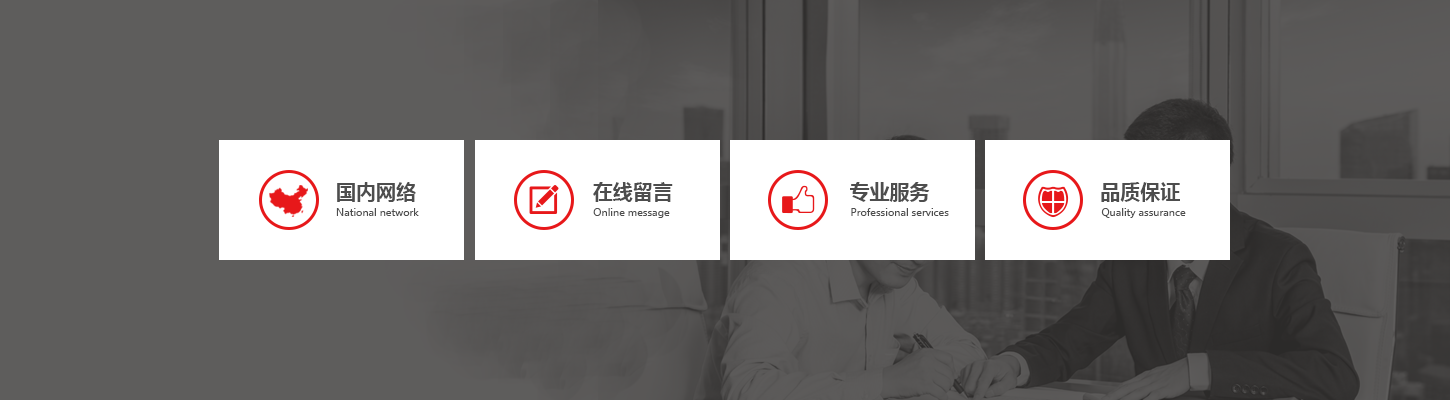 国内网络
National network
在线留言
Online message
专业服务
Professional services
品质保证
Quality assurance